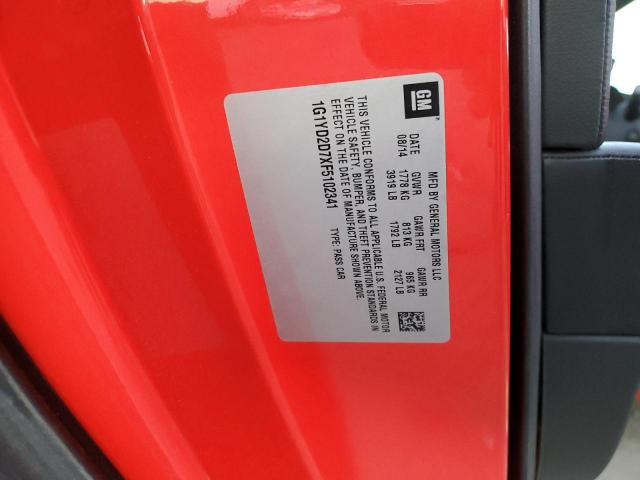 GM
MFD BY GENERAL MOTORS LLC
DATE GVWR GAWR FRT GAWR RR
08/14 1778 KG 813 KG 965 KG
3919 LB 1792 LB 2127 LB
THIS VEHICLE CONFORMS TO ALL APPLICABLE U.S. FEDERAL MOTOR
VEHICLE SAFETY, BUMPER, AND THEFT PREVENTION STANDARDS IN
EFFECT ON THE DATE OF MANUFACTURE SHOWN ABOVE.
1G1YD2D7XF5102341 TYPE: PASS CAR